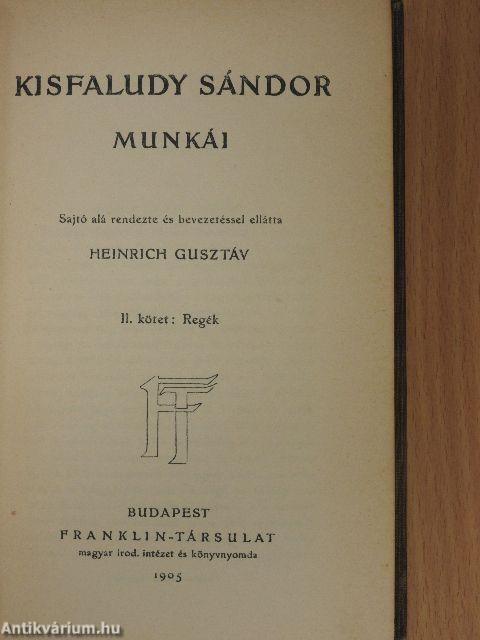 KISFALUDY SÁNDOR
MUNKÁI
Sajtó alá rendezte és bevezetéssel ellátta
HEINRICH GUSZTÁV
II. kötet: Regék
FT
BUDAPEST
FRANKLIN-TÁRSULAT
magyar irod. intézet és könyvnyomda
1905
Antikvárium.hu